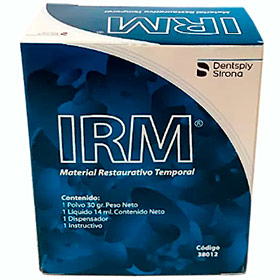 IRM
Material Restaurativo Temporal
Dentsply
Sirona
IRM®
Material Restaurativo Temporal
Contenido:
1 Polvo 30 gr. Peso Neto
1 Líquido 14 ml. Contenido Neto
1 Dispensador
1 Instructivo
Código
38012